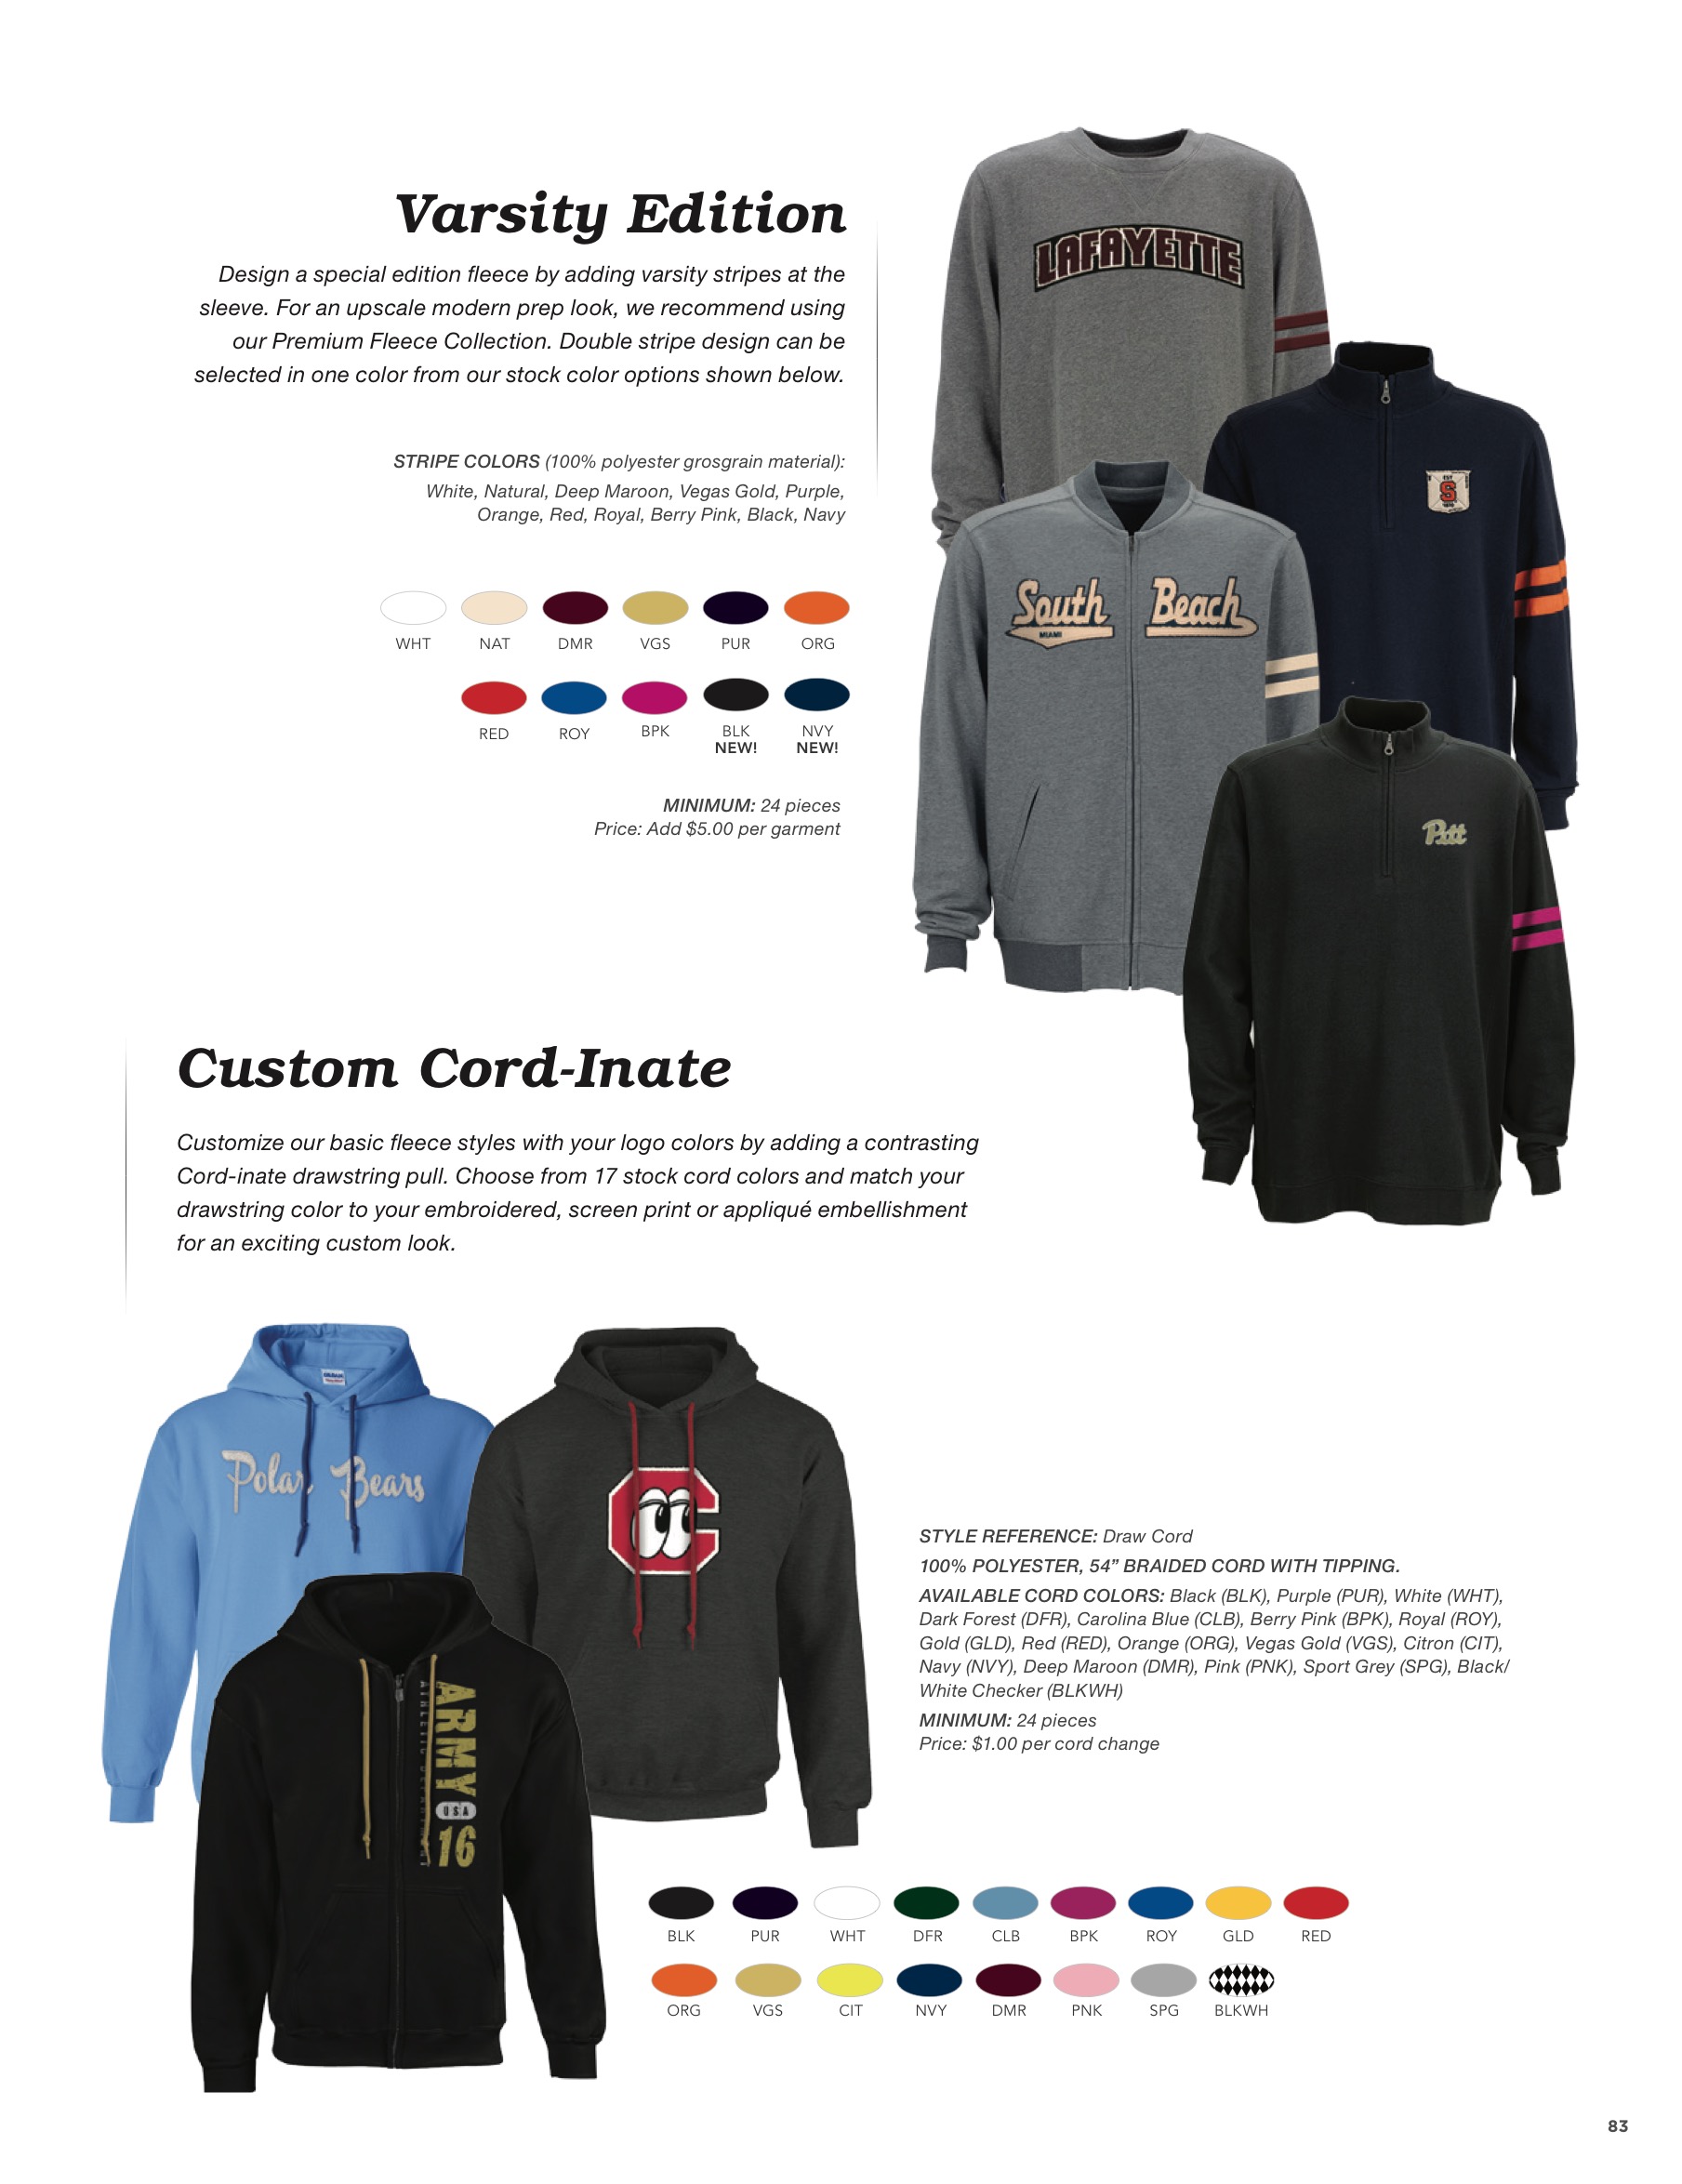 Varsity Edition
Design a special edition fleece by adding varsity stripes at the
sleeve. For an upscale modern prep look, we recommend using
our Premium Fleece Collection. Double stripe design can be
selected in one color from our stock color options shown below.
STRIPE COLORS (100% polyester grosgrain material):
White, Natural, Deep Maroon, Vegas Gold, Purple,
Orange, Red, Royal, Berry Pink, Black, Navy
WHT NAT DMR VGS PUR ORG
RED ROY BPK BLK NVY
NEW! NEW!
MINIMUM: 24 pieces
Price: Add $5.00 per garment
LAFAYETTE
S
South Beach
MIAMI
Pitt
Custom Cord-Inate
Customize our basic fleece styles with your logo colors by adding a contrasting
Cord-inate drawstring pull. Choose from 17 stock cord colors and match your
drawstring color to your embroidered, screen print or appliqué embellishment
for an exciting custom look.
Polar Bears
C
ARMY
USA
16
STYLE REFERENCE: Draw Cord
100% POLYESTER, 54” BRAIDED CORD WITH TIPPING.
AVAILABLE CORD COLORS: Black (BLK), Purple (PUR), White (WHT),
Dark Forest (DFR), Carolina Blue (CLB), Berry Pink (BPK), Royal (ROY),
Gold (GLD), Red (RED), Orange (ORG), Vegas Gold (VGS), Citron (CIT),
Navy (NVY), Deep Maroon (DMR), Pink (PNK), Sport Grey (SPG), Black/
White Checker (BLKWH)
MINIMUM: 24 pieces
Price: $1.00 per cord change
BLK PUR WHT DFR CLB BPK ROY GLD RED
ORG VGS CIT NVY DMR PNK SPG BLKWH
83